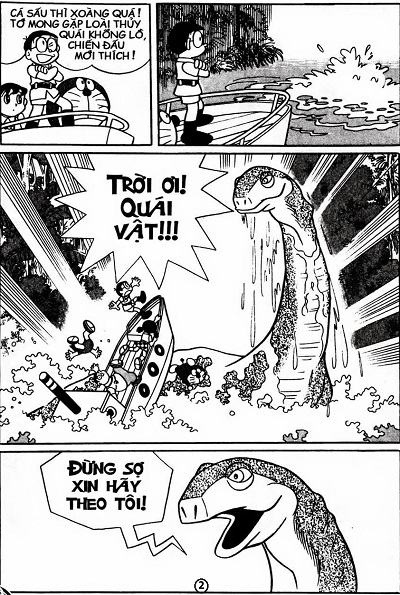 CÁ SẤU THÌ XOÀNG QUÁ!
TỚ MONG GẶP LOÀI THỦY
QUÁI KHỔNG LỒ,
CHIẾN ĐẤU
MỚI THÍCH!
TRỜI ƠI!
QUÁI
VẬT!!!
ĐỪNG SỢ
XIN HÃY
THEO TÔI!
2